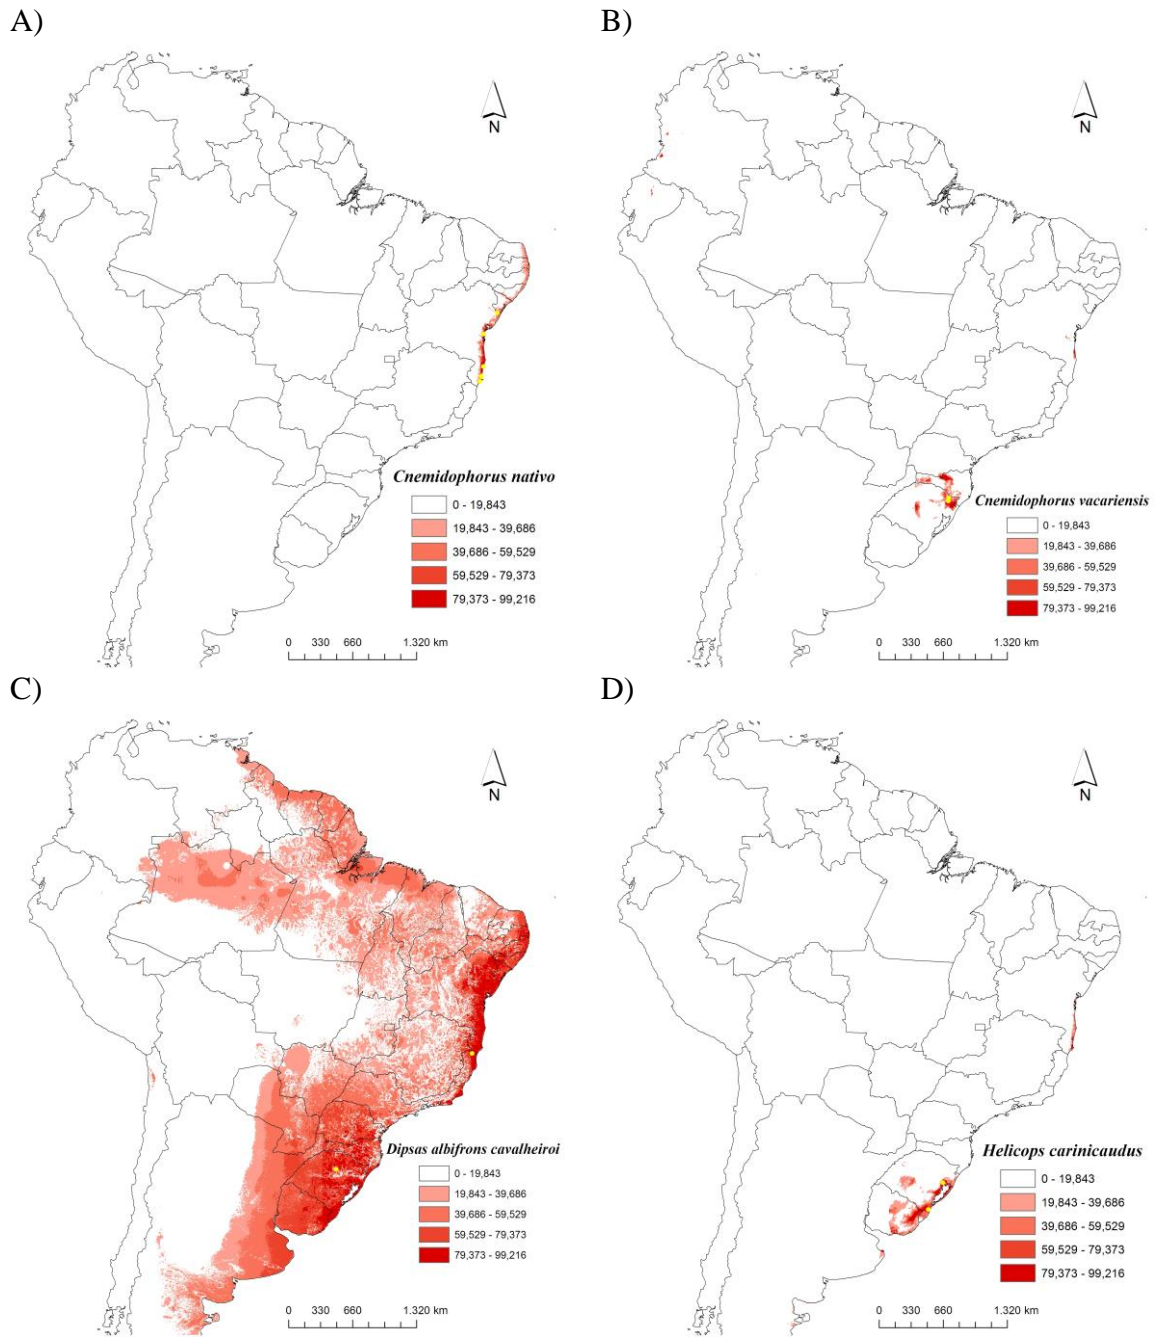 A)
N
Cnemidophorus nativo
0 - 19,843
19,843 - 39,686
39,686 - 59,529
59,529 - 79,373
79,373 - 99,216
0 330 660 1.320 km
B)
N
Cnemidophorus vacariensis
0 - 19,843
19,843 - 39,686
39,686 - 59,529
59,529 - 79,373
79,373 - 99,216
0 330 660 1.320 km
C)
N
Dipsas albifrons cavalheiroi
0 - 19,843
19,843 - 39,686
39,686 - 59,529
59,529 - 79,373
79,373 - 99,216
0 330 660 1.320 km
D)
N
Helicops carinicaudus
0 - 19,843
19,843 - 39,686
39,686 - 59,529
59,529 - 79,373
79,373 - 99,216
0 330 660 1.320 km